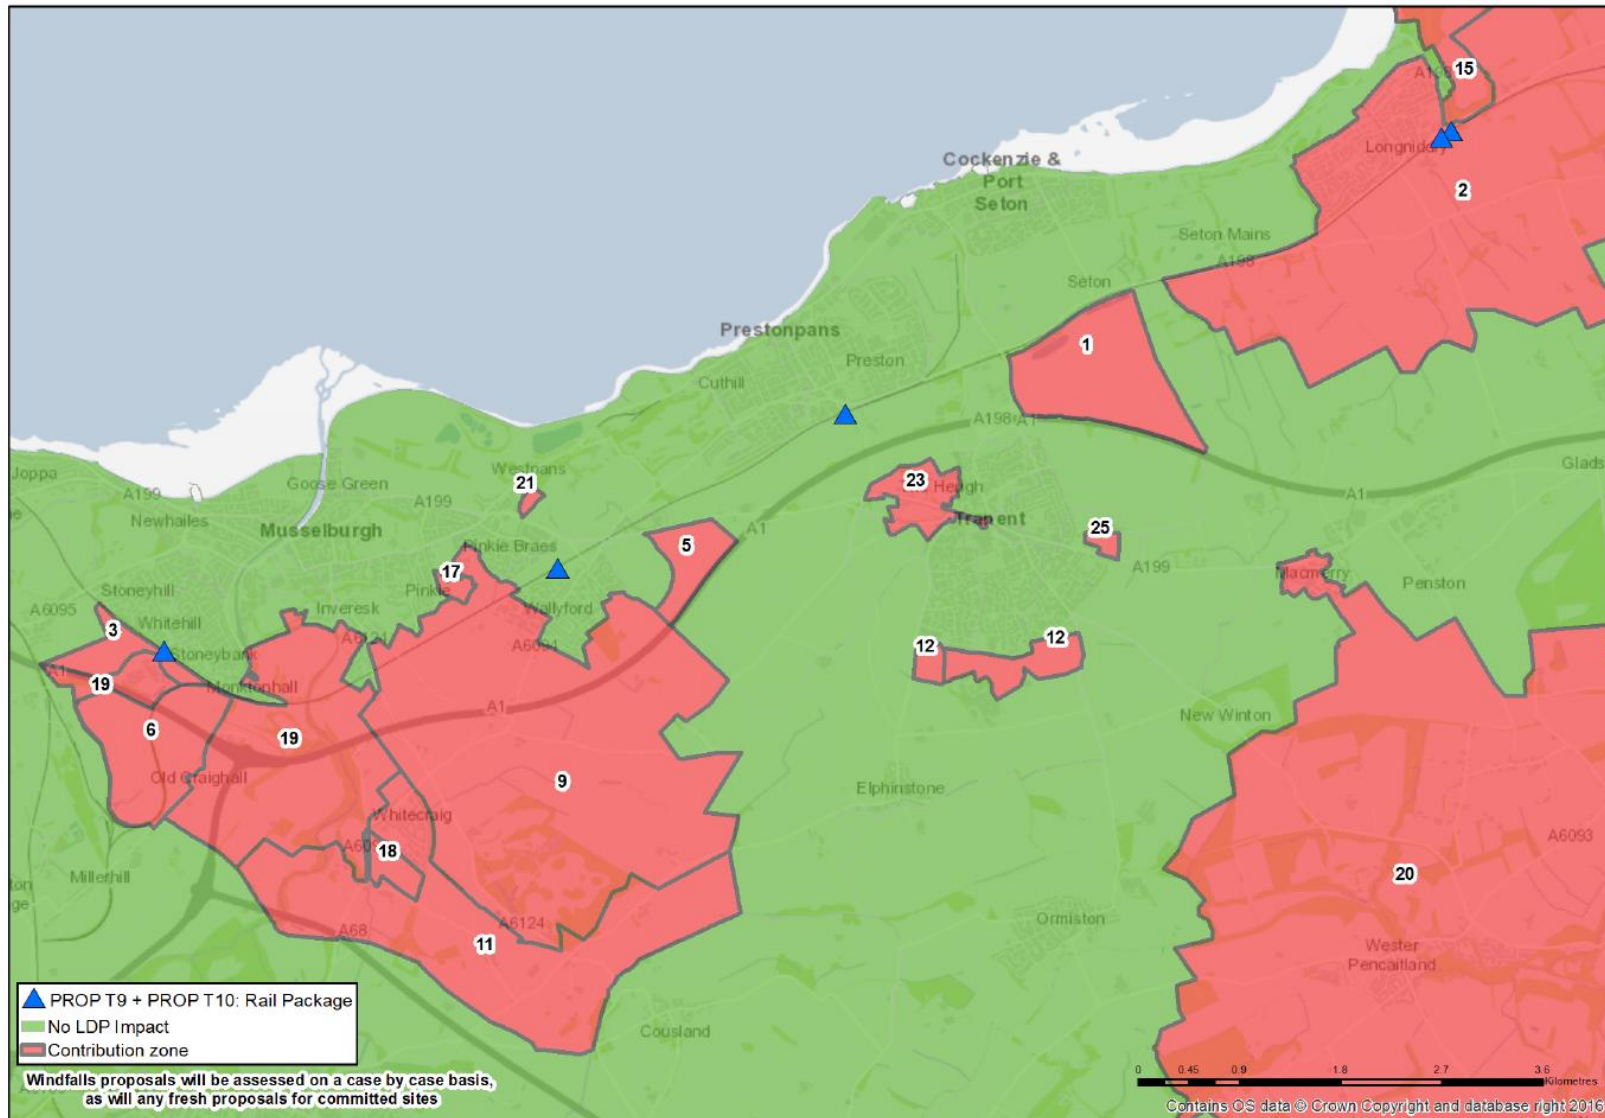 15
A198
Longniddry
2
Cockenzie &
Port
Seton
Seton Mains
A198
Seton
1
Prestonpans
Preston
Cuthill
A198
A1
Westpans
21
Joppa
A199
Goose Green
A199
Newhailes
Musselburgh
Pinkie Braes
5
A1
23
Heugh
Tranent
25
A199
A1
Glads
Macmerry
Penston
Stoneyhill
17
Pinkie
Wallyford
A6095
Inveresk
Whitehill
3
A6124
A6094
Stoneybank
12
12
A1
19
Monktonhall
A1
6
19
New Winton
Old Craighall
9
Elphinstone
Whitecraig
18
A6093
Millerhill
20
A6124
A68
11
Ormiston
Wester
Pencaitland
Cousland
PROP T9 + PROP T10: Rail Package
No LDP Impact
Contribution zone
Windfalls proposals will be assessed on a case by case basis,
as will any fresh proposals for committed sites
0 0.45 0.9 1.8 2.7 3.6
Kilometres
Contains OS data © Crown Copyright and database right 2016